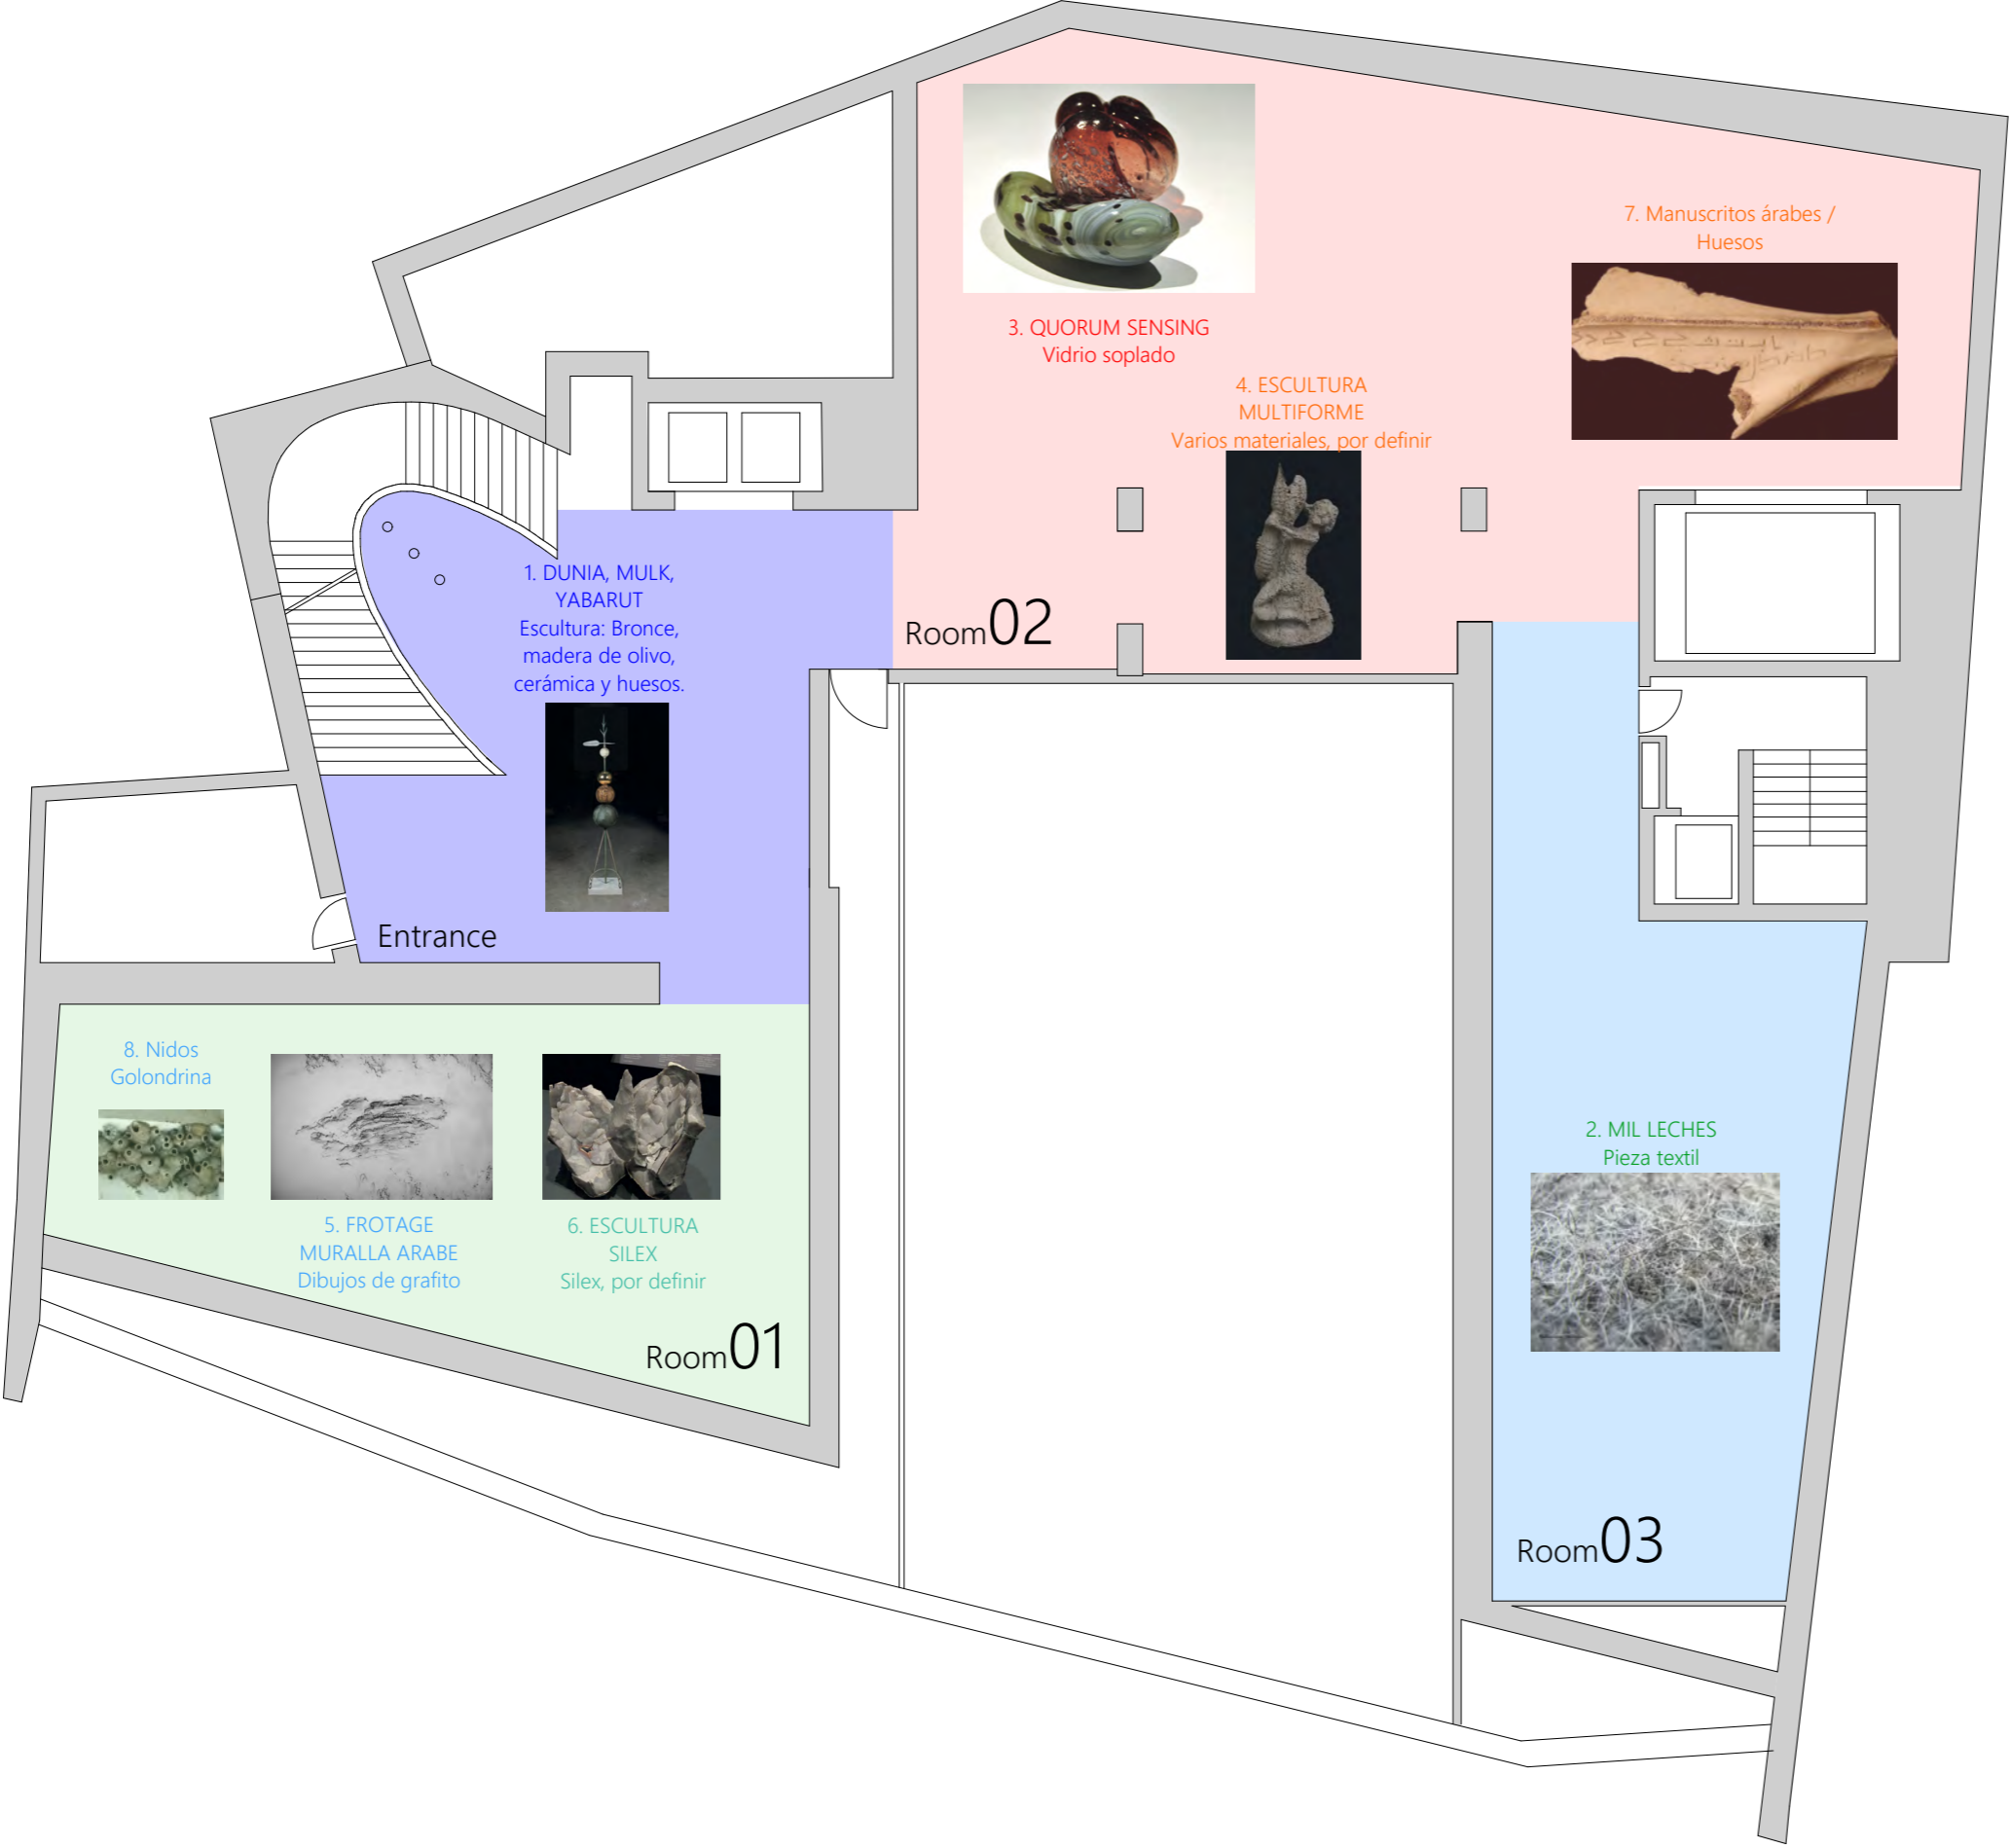 3. QUORUM SENSING
Vidrio soplado
7. Manuscritos árabes /
Huesos
4. ESCULTURA
MULTIFORME
Varios materiales, por definir
1. DUNIA, MULK,
YABARUT
Escultura: Bronce,
madera de olivo,
cerámica y huesos.
Room02
Entrance
8. Nidos
Golondrina
5. FROTAGE
MURALLA ARABE
Dibujos de grafito
6. ESCULTURA
SILEX
Silex, por definir
Room01
2. MIL LECHES
Pieza textil
Room03